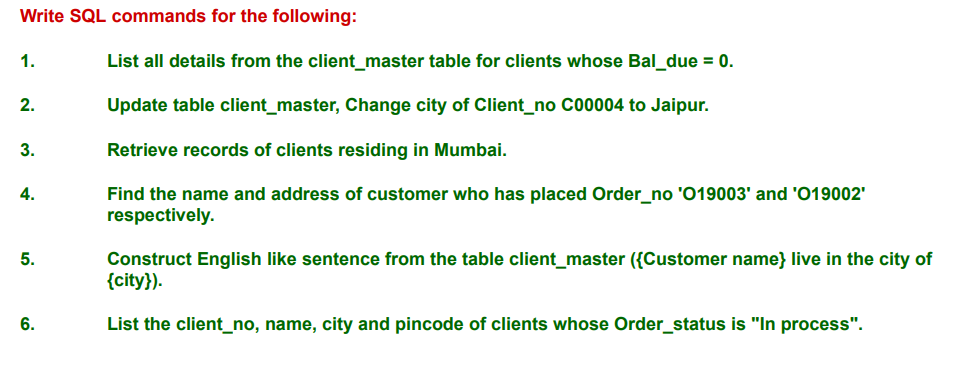 Write SQL commands for the following:
1. List all details from the client_master table for clients whose Bal_due = 0.
2. Update table client_master, Change city of Client_no C00004 to Jaipur.
3. Retrieve records of clients residing in Mumbai.
4. Find the name and address of customer who has placed Order_no 'O19003' and 'O19002'
respectively.
5. Construct English like sentence from the table client_master ({Customer name} live in the city of
{city}).
6. List the client_no, name, city and pincode of clients whose Order_status is "In process".